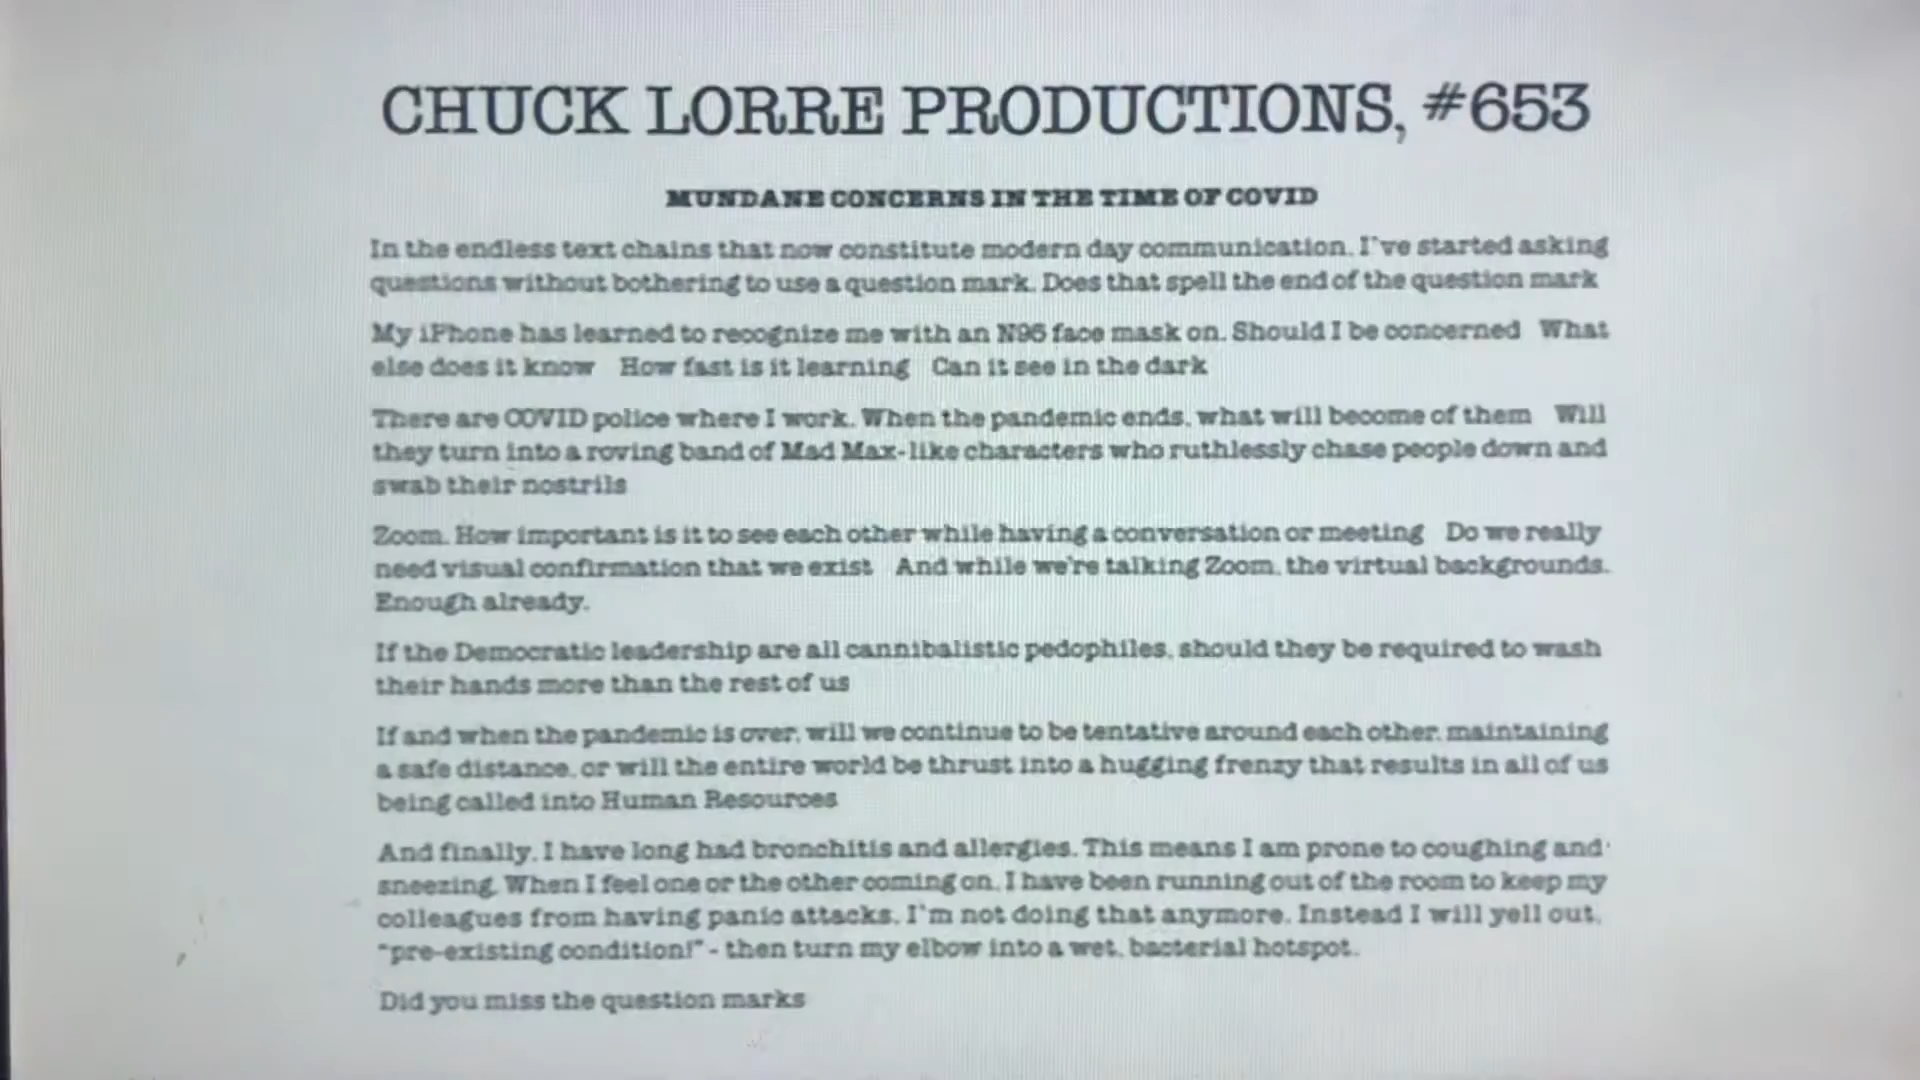 CHUCK LORRE PRODUCTIONS, #653
MUNDANE CONCERNS IN THE TIME OF COVID
In the endless text chains that now constitute modern day communication, I've started asking
questions without bothering to use a question mark. Does that spell the end of the question mark
My iPhone has learned to recognize me with an N95 face mask on. Should I be concerned   What
else does it know   How fast is it learning   Can it see in the dark
There are COVID police where I work. When the pandemic ends, what will become of them   Will
they turn into a roving band of Mad Max-like characters who ruthlessly chase people down and
swab their nostrils
Zoom. How important is it to see each other while having a conversation or meeting   Do we really
need visual confirmation that we exist   And while we're talking Zoom, the virtual backgrounds.
Enough already.
If the Democratic leadership are all cannibalistic pedophiles, should they be required to wash
their hands more than the rest of us
If and when the pandemic is over, will we continue to be tentative around each other, maintaining
a safe distance, or will the entire world be thrust into a hugging frenzy that results in all of us
being called into Human Resources
And finally, I have long had bronchitis and allergies. This means I am prone to coughing and
sneezing. When I feel one or the other coming on, I have been running out of the room to keep my
colleagues from having panic attacks. I'm not doing that anymore. Instead I will yell out,
"pre-existing condition!" - then turn my elbow into a wet, bacterial hotspot.
Did you miss the question marks